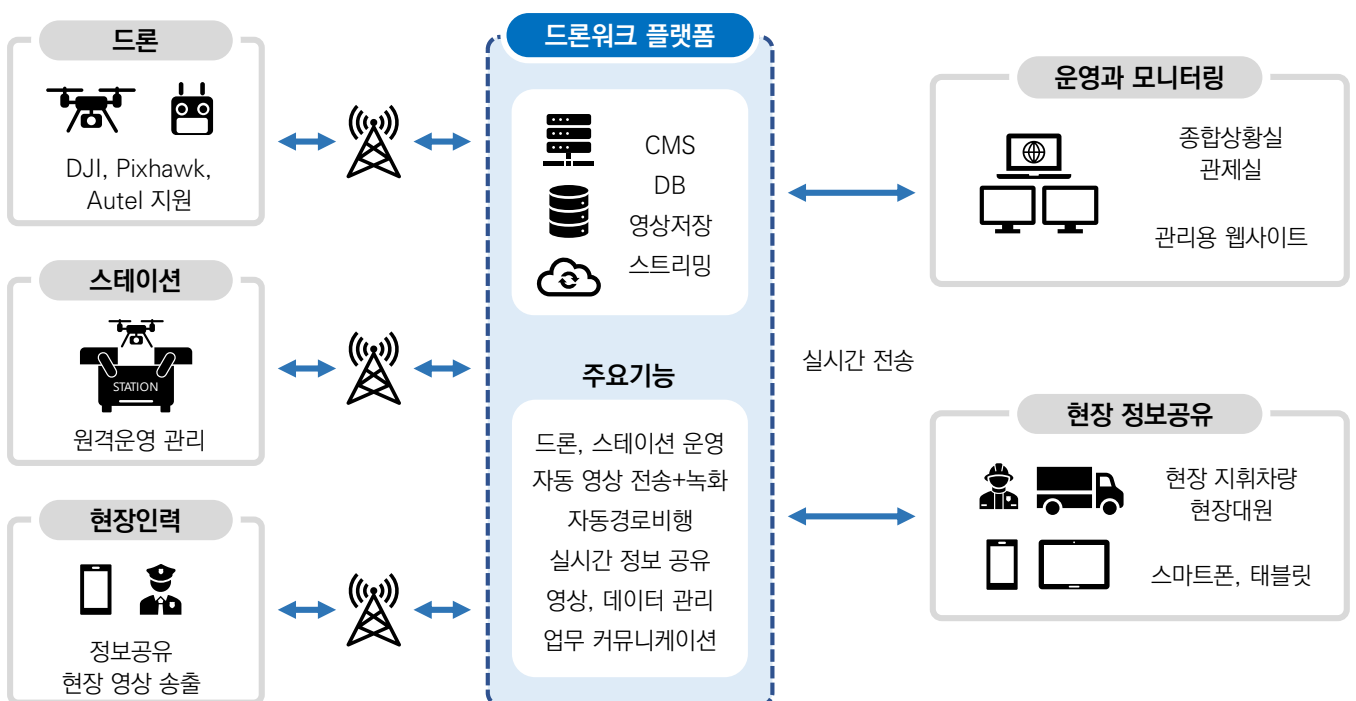 드론
DJI, Pixhawk,
Autel 지원
스테이션
STATION
원격운영 관리
현장인력
정보공유
현장 영상 송출
드론워크 플랫폼
CMS
DB
영상저장
스트리밍
주요기능
드론, 스테이션 운영
자동 영상 전송+녹화
자동경로비행
실시간 정보 공유
영상, 데이터 관리
업무 커뮤니케이션
실시간 전송
운영과 모니터링
종합상황실
관제실
관리용 웹사이트
현장 정보공유
현장 지휘차량
현장대원
스마트폰, 태블릿